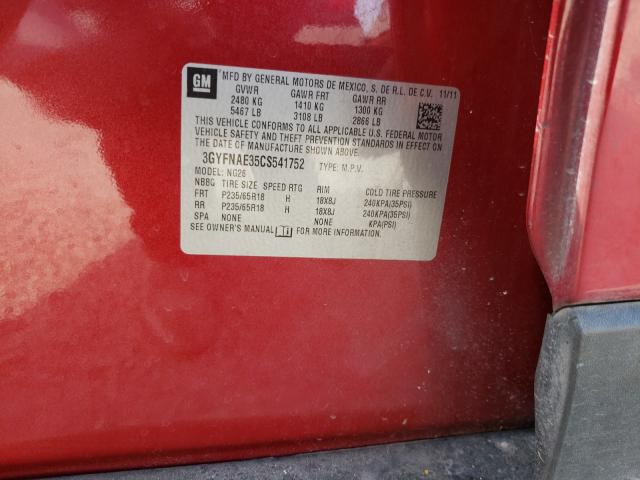 GM
MFD BY GENERAL MOTORS DE MEXICO, S. DE R.L. DE C.V. 11/11
GVWR GAWR FRT GAWR RR
2480 KG 1410 KG 1300 KG
5467 LB 3108 LB 2866 LB
THIS VEHICLE CONFORMS TO ALL APPLICABLE U.S. FEDERAL MOTOR
VEHICLE SAFETY AND THEFT PREVENTION STANDARDS IN EFFECT ON
THE DATE OF MANUFACTURE SHOWN ABOVE.
3GYFNAE35CS541752 TYPE: M.P.V.
MODEL: NG26
NBBG TIRE SIZE SPEED RTG RIM COLD TIRE PRESSURE
FRT P235/65R18 H 18X8J 240KPA(35PSI)
RR P235/65R18 H 18X8J 240KPA(35PSI)
SPA NONE NONE KPA(PSI)
SEE OWNER'S MANUAL FOR MORE INFORMATION.